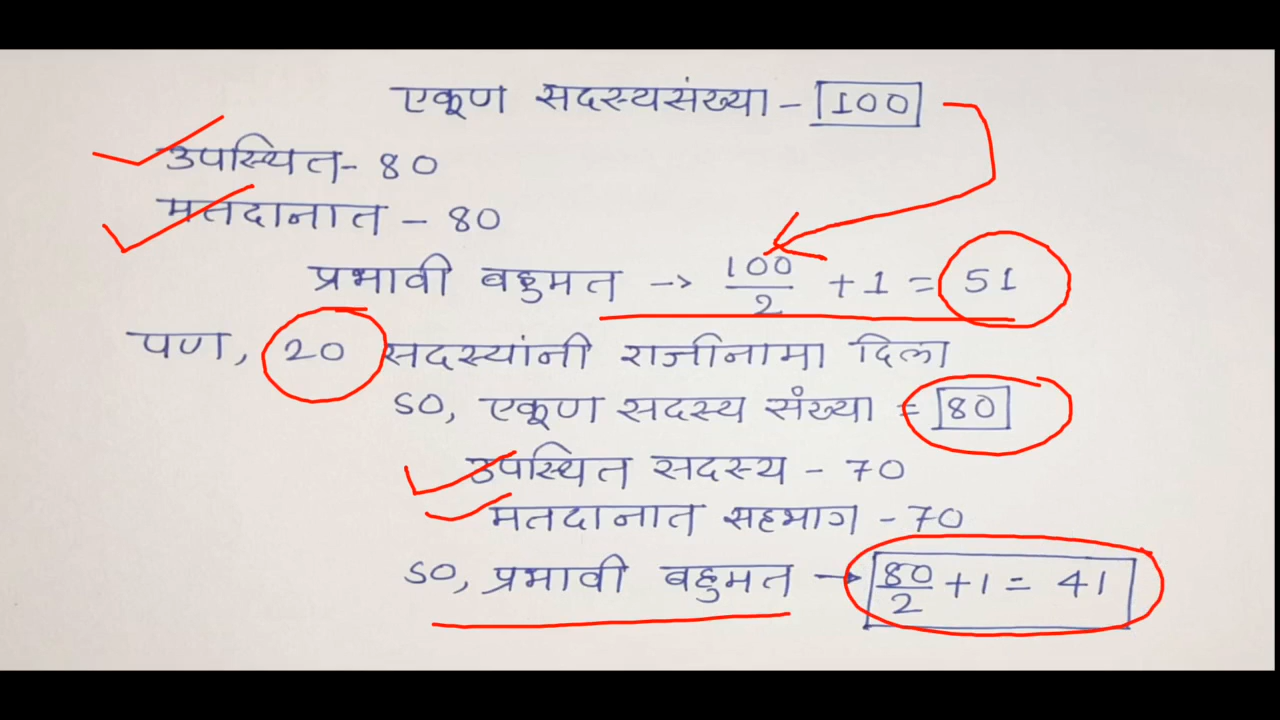 एकूण सदस्यसंख्या - 100
उपस्थित - 80
मतदानात - 80
प्रभावी बहुमत → 100/2 + 1 = 51
पण, 20 सदस्यांनी राजीनामा दिला
so, एकूण सदस्य संख्या = 80
उपस्थित सदस्य - 70
मतदानात सहभाग - 70
so, प्रभावी बहुमत → 80/2 + 1 = 41